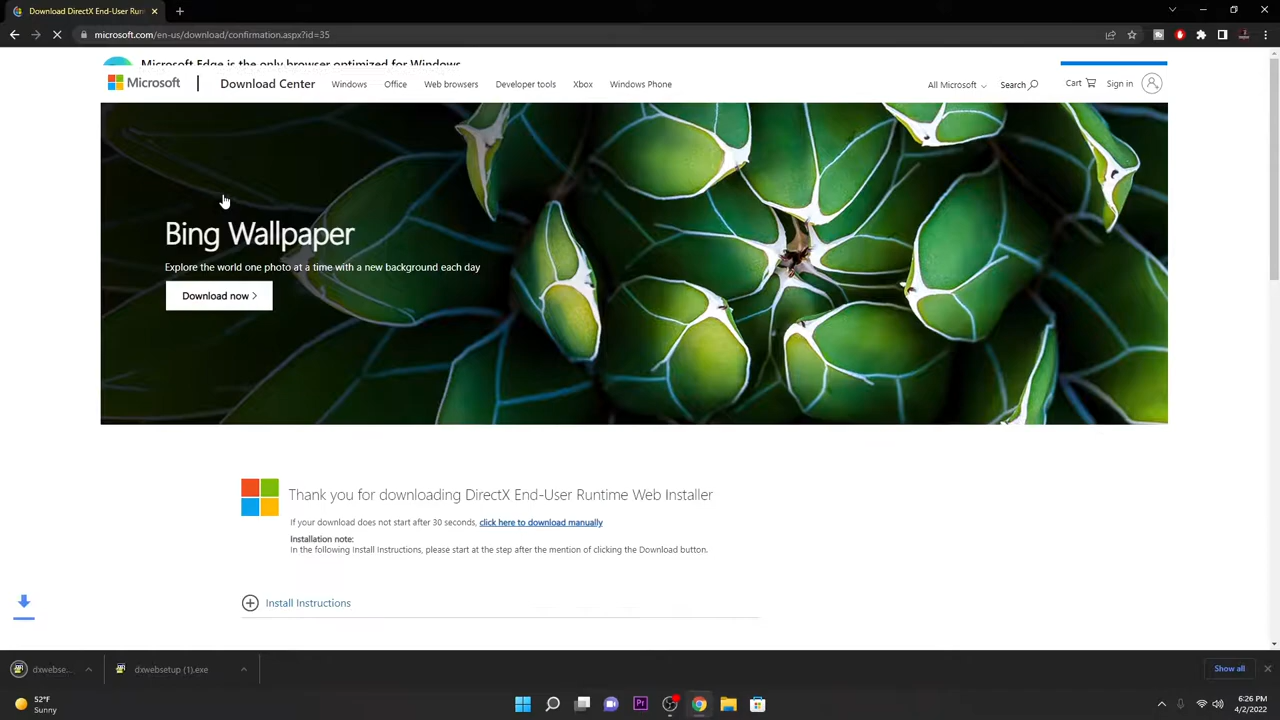 Download DirectX End-User Run
microsoft.com/en-us/download/confirmation.aspx?id=35
Microsoft Edge is the only browser optimized for Windows
Microsoft
Download Center
Windows
Office
Web browsers
Developer tools
Xbox
Windows Phone
All Microsoft
Search
Cart
Sign in
Bing Wallpaper
Explore the world one photo at a time with a new background each day
Download now
Thank you for downloading DirectX End-User Runtime Web Installer
If your download does not start after 30 seconds, click here to download manually
Installation note:
In the following Install Instructions, please start at the step after the mention of clicking the Download button.
Install Instructions
dxwebse...
dxwebsetup (1).exe
Show all
52°F
Sunny
Pr
6:26 PM
4/2/2022